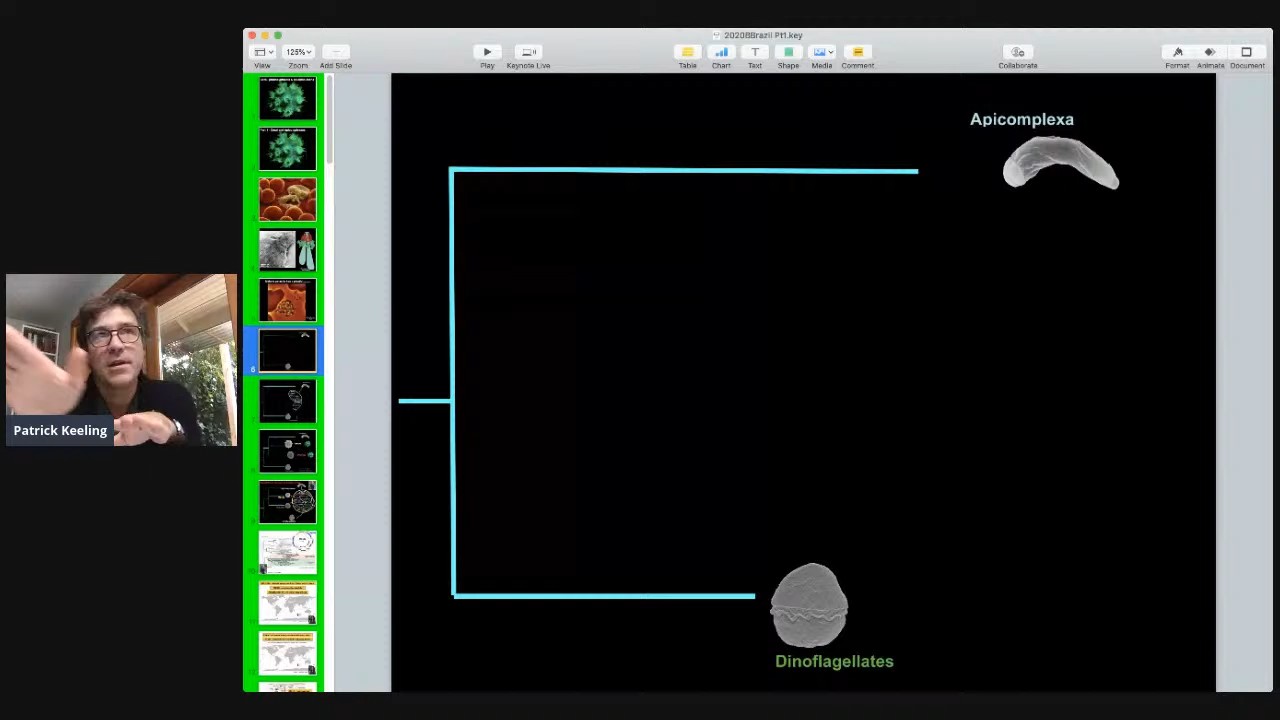 2020BBrazil Pt1.key
125%
View Zoom Add Slide Play Keynote Live Table Chart Text Shape Media Comment Collaborate Format Animate Document
Apicomplexa
6
Patrick Keeling
Dinoflagellates